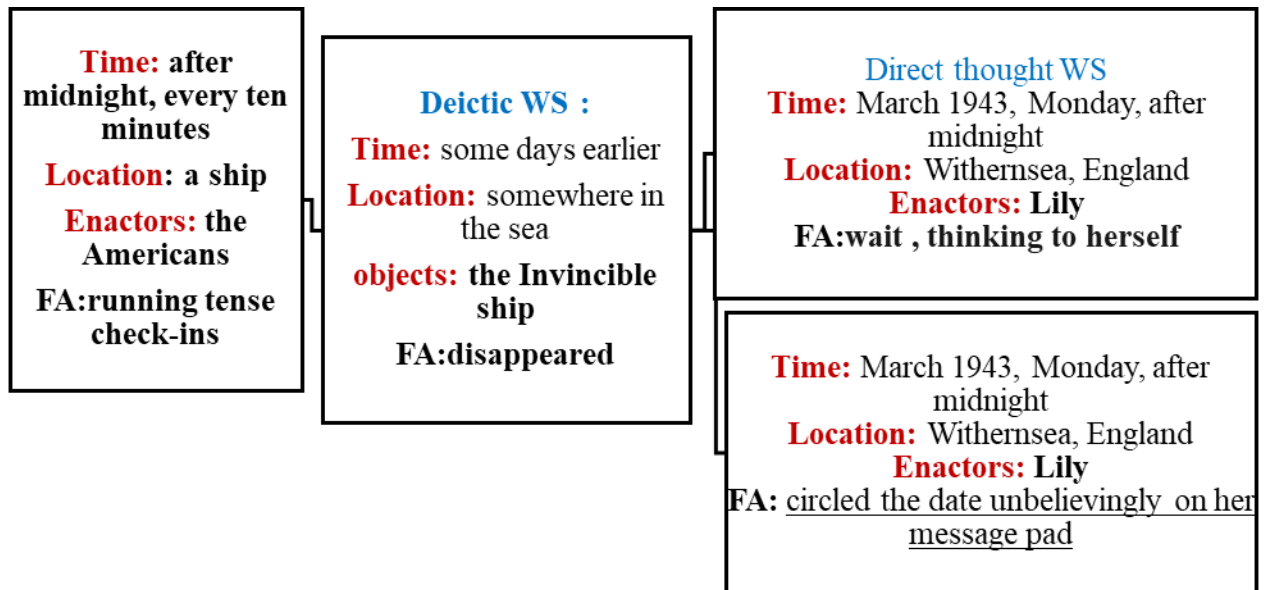 Time: after
midnight, every ten
minutes
Location: a ship
Enactors: the
Americans
FA:running tense
check-ins
Deictic WS :
Time: some days earlier
Location: somewhere in
the sea
objects: the Invincible
ship
FA:disappeared
Direct thought WS
Time: March 1943, Monday, after
midnight
Location: Withernsea, England
Enactors: Lily
FA:wait , thinking to herself
Time: March 1943, Monday, after
midnight
Location: Withernsea, England
Enactors: Lily
FA: circled the date unbelievingly on her
message pad